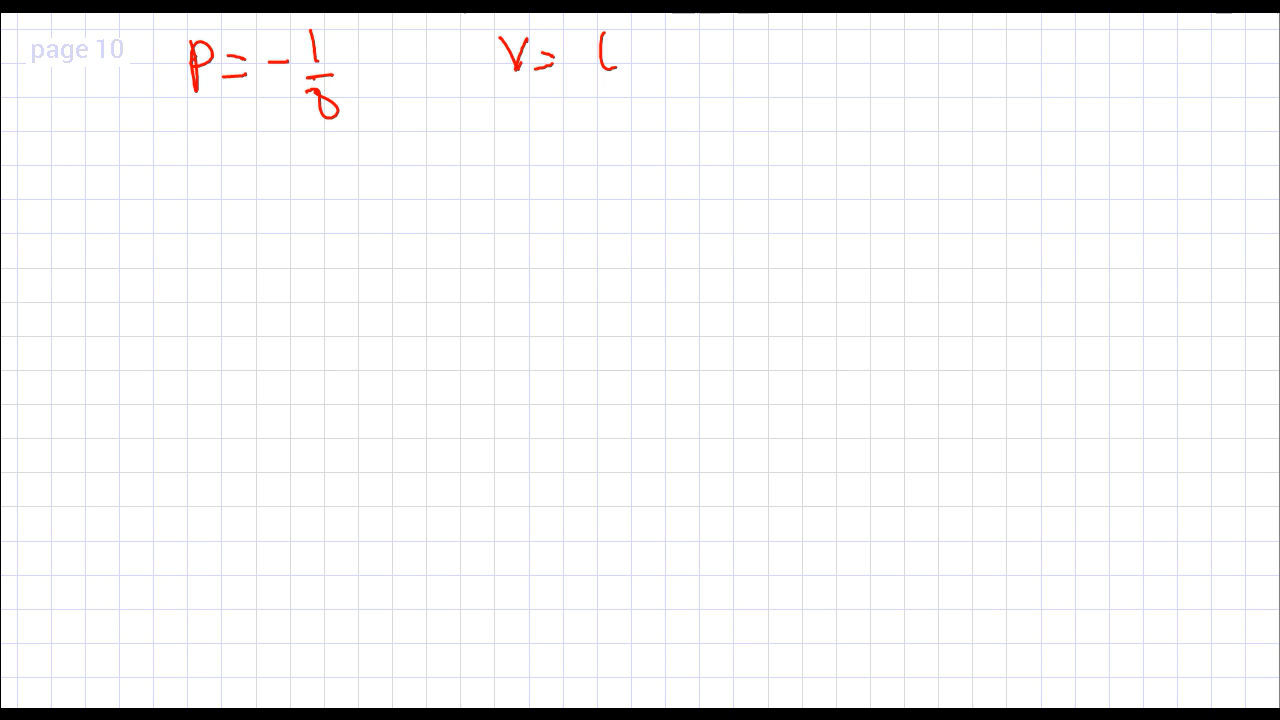 page 10
P = - 1/8 V = (